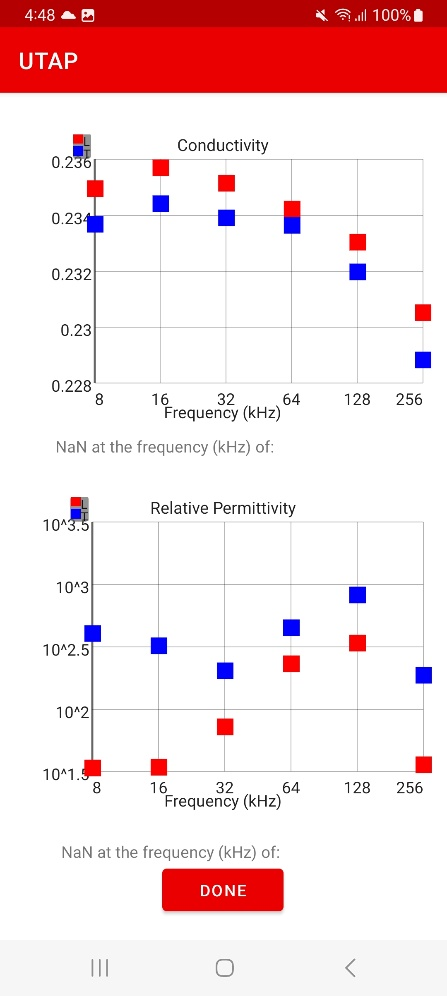 4:48 100%
UTAP
L
T
Conductivity
0.236
0.234
0.232
0.23
0.228
8 16 32 64 128 256
Frequency (kHz)
NaN at the frequency (kHz) of:
L
T
Relative Permittivity
10^3.5
10^3
10^2.5
10^2
10^1.5
8 16 32 64 128 256
Frequency (kHz)
NaN at the frequency (kHz) of:
DONE